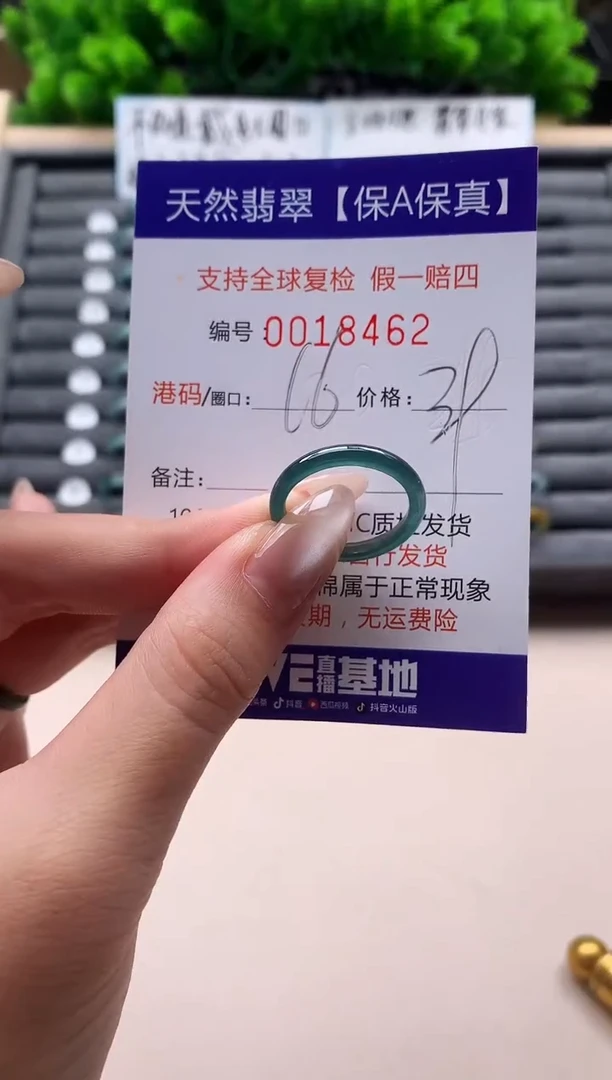 天然翡翠【保A保真】
支持全球复检 假一赔四
编号:0018462
港码/圈口: 16 价格:
备注:
C质检发货
行发货
棉属于正常现象
期，无运费险
VE直播基地
抖音 西瓜视频 抖音火山版